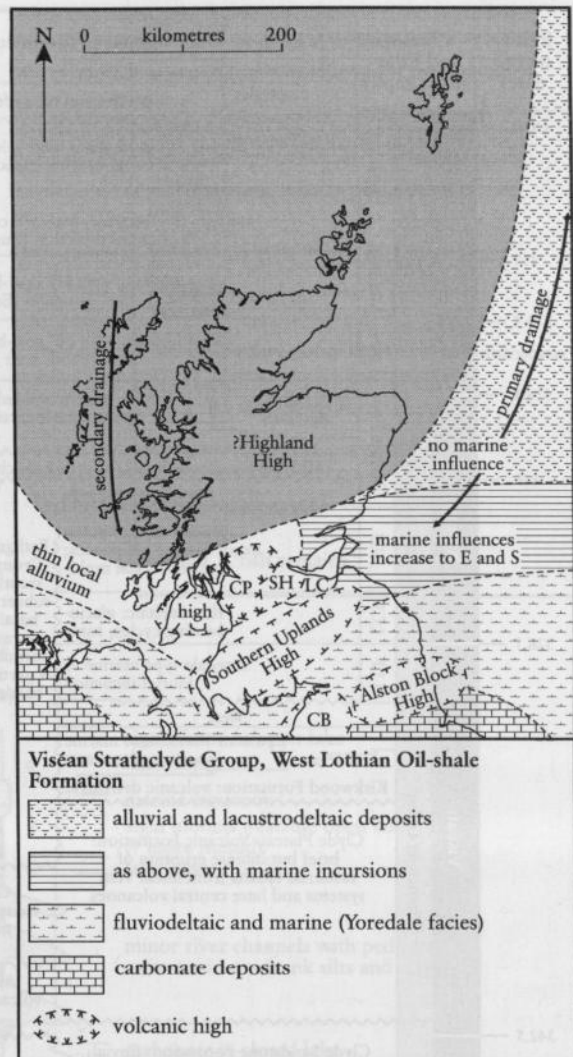 N
0 kilometres 200
primary drainage
secondary drainage
?Highland
High
no marine
influence
marine influences
increase to E and S
thin local
alluvium
high
CP
SH
LC
Southern Uplands
High
Alston Block
High
CB
Viséan Strathclyde Group, West Lothian Oil-shale
Formation
alluvial and lacustrodeltaic deposits
as above, with marine incursions
fluviodeltaic and marine (Yoredale facies)
carbonate deposits
volcanic high